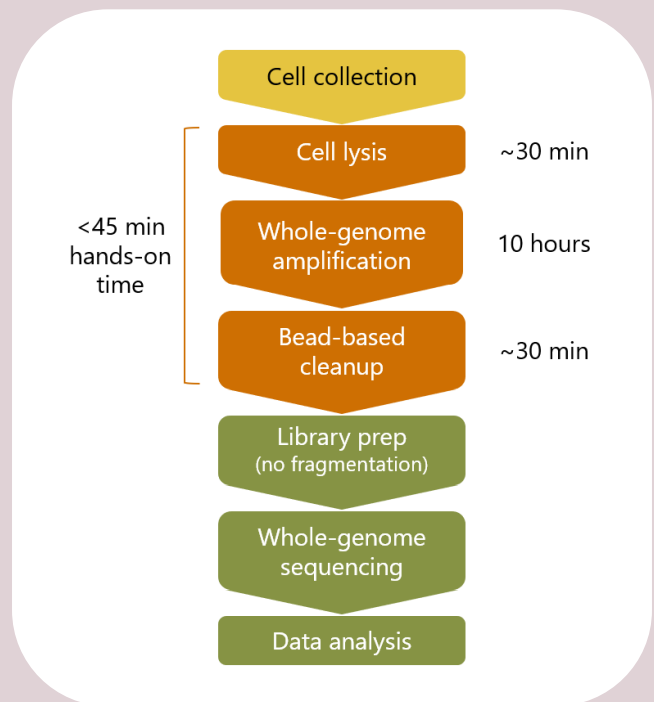 Cell collection
Cell lysis
~30 min
<45 min
hands-on
time
Whole-genome
amplification
10 hours
Bead-based
cleanup
~30 min
Library prep
(no fragmentation)
Whole-genome
sequencing
Data analysis